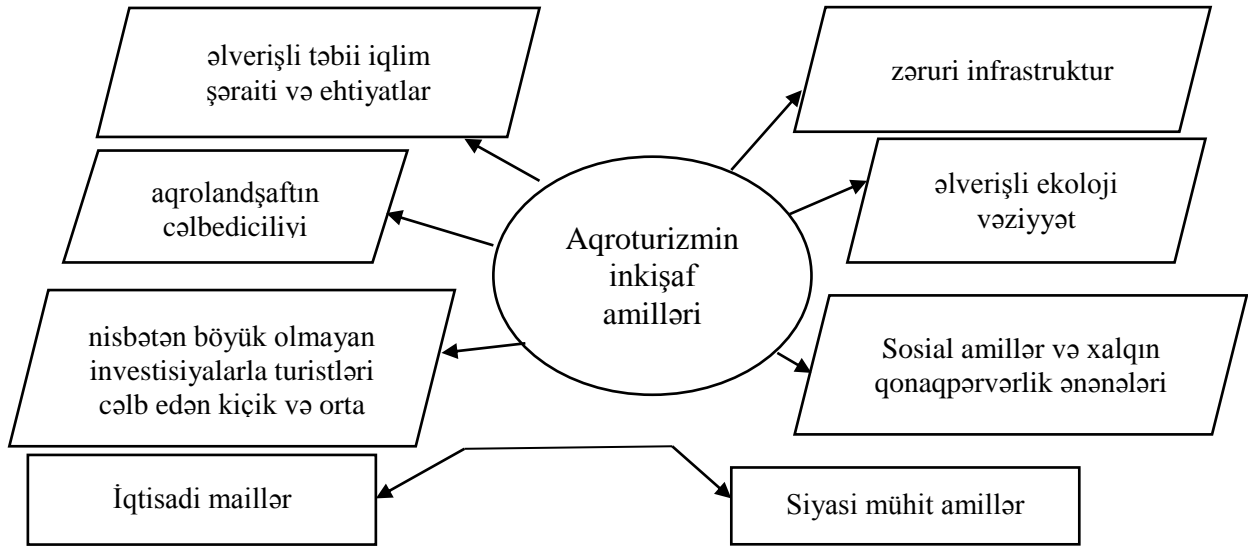 əlverişli təbii iqlim
şəraiti və ehtiyatlar
zəruri infrastruktur
aqrolandşaftın
cəlbediciliyi
əlverişli ekoloji
vəziyyət
Aqroturizmin
inkişaf
amilləri
nisbətən böyük olmayan
investisiyalarla turistləri
cəlb edən kiçik və orta
Sosial amillər və xalqın
qonaqpərvərlik ənənələri
İqtisadi maillər
Siyasi mühit amillər